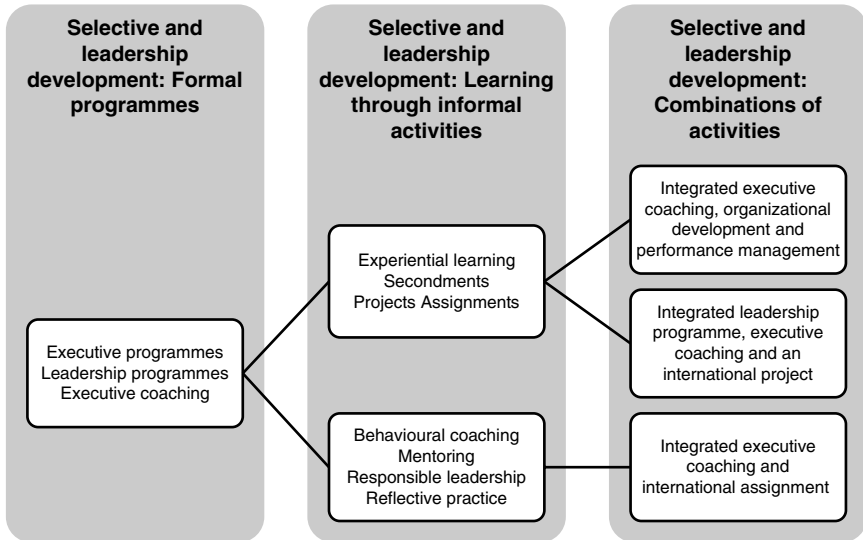 Selective and
leadership
development: Formal
programmes
Executive programmes
Leadership programmes
Executive coaching
Selective and
leadership
development: Learning
through informal
activities
Experiential learning
Secondments
Projects Assignments
Behavioural coaching
Mentoring
Responsible leadership
Reflective practice
Selective and
leadership
development:
Combinations of
activities
Integrated executive
coaching, organizational
development and
performance management
Integrated leadership
programme, executive
coaching and an
international project
Integrated executive
coaching and
international assignment